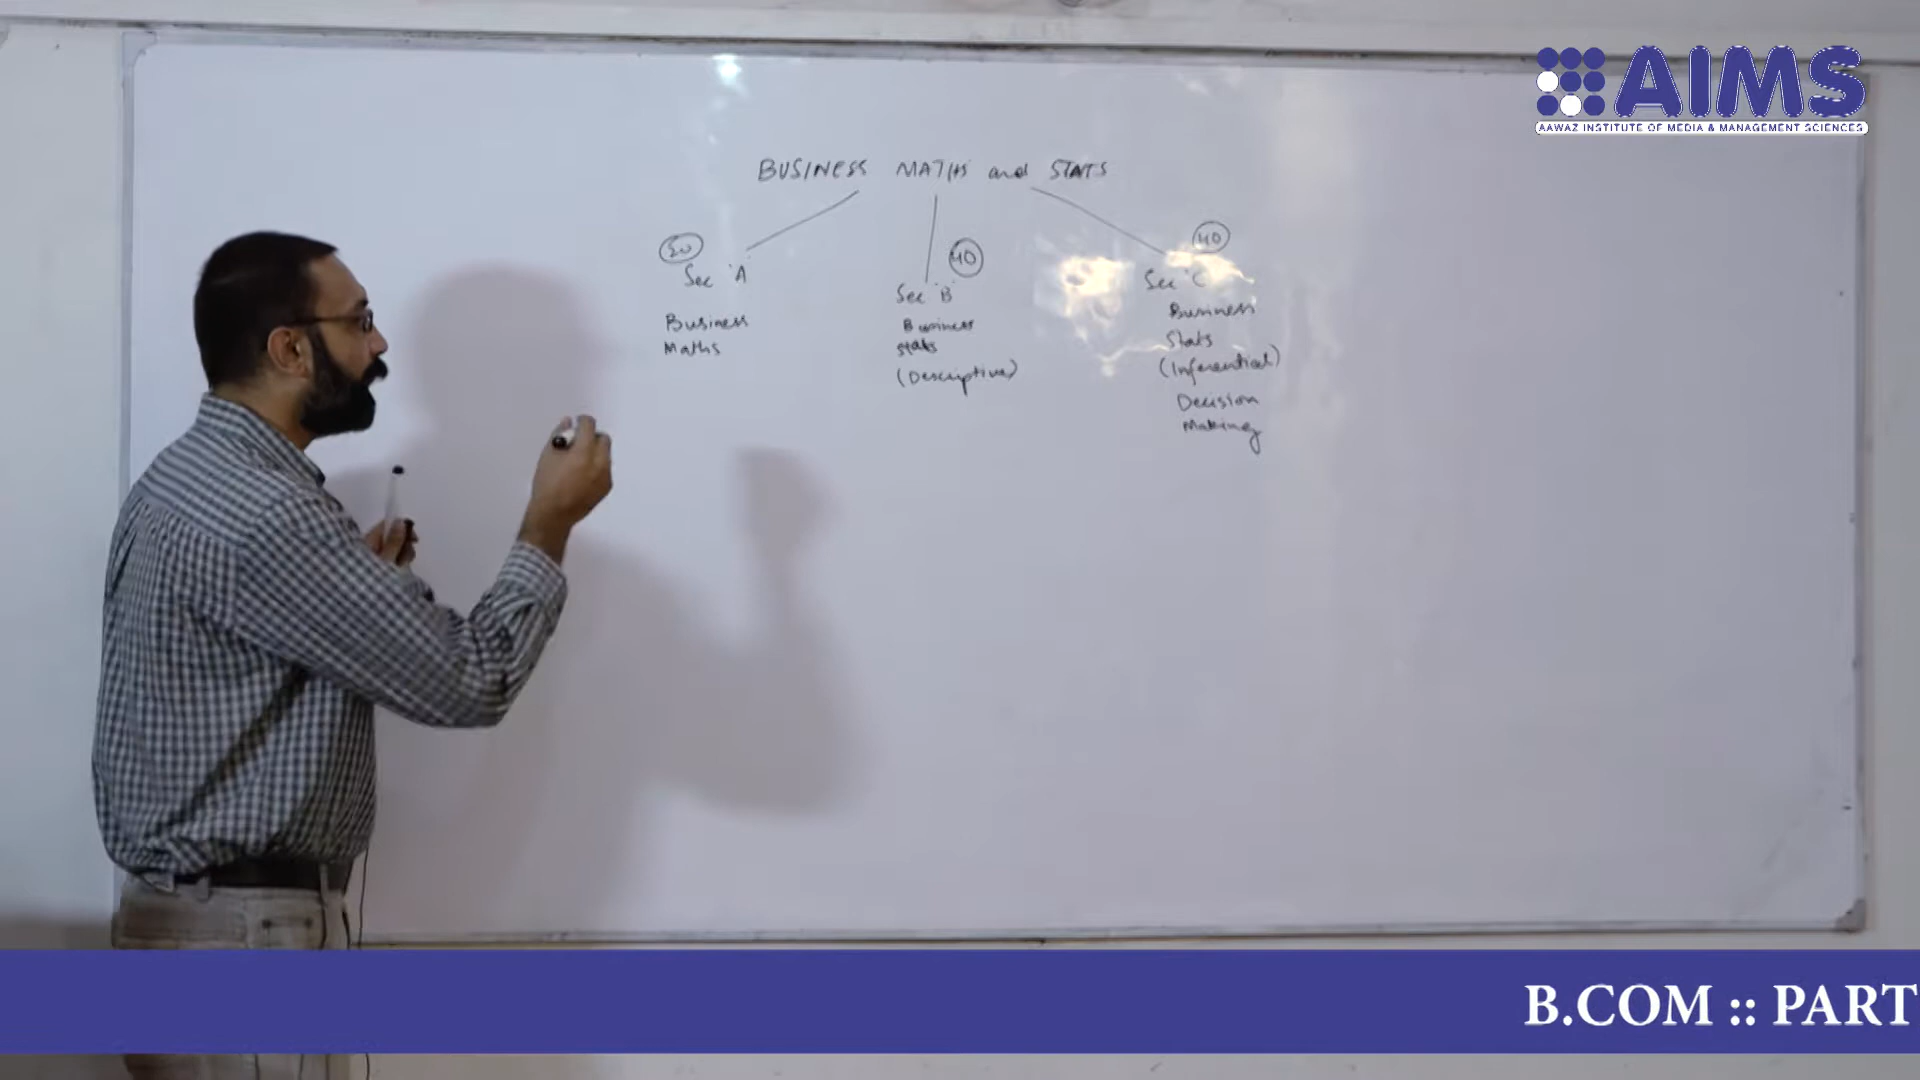 AIMS
AAWAZ INSTITUTE OF MEDIA & MANAGEMENT SCIENCES
BUSINESS MATHS and STATS
Sec 'A'
Business
Maths
40
Sec 'B'
Business
Stats
(Descriptive)
40
Sec 'C'
Business
Stats
(Inferential)
Decision
Making
B.COM :: PART